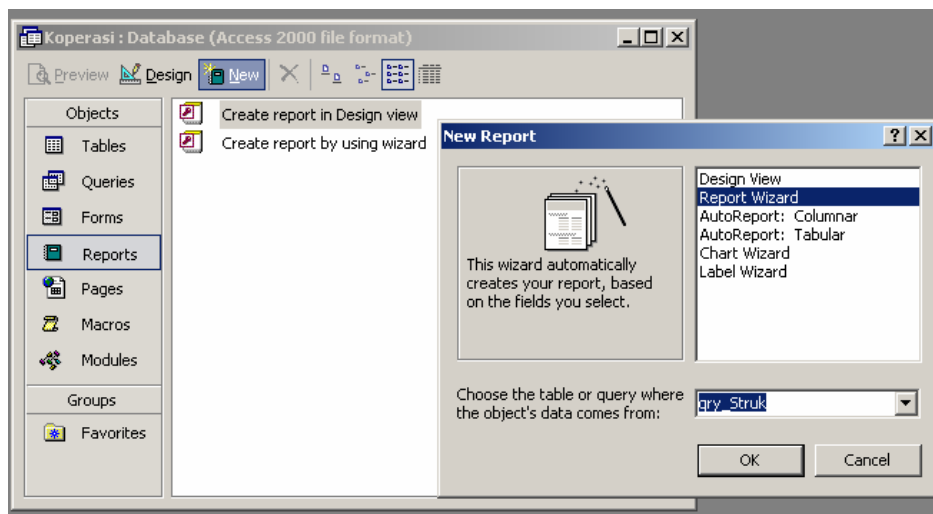 Koperasi : Database (Access 2000 file format)
Preview Design New
Objects
Tables
Queries
Forms
Reports
Pages
Macros
Modules
Groups
Favorites
Create report in Design view
Create report by using wizard
New Report
This wizard automatically
creates your report, based
on the fields you select.
Design View
Report Wizard
AutoReport: Columnar
AutoReport: Tabular
Chart Wizard
Label Wizard
Choose the table or query where
the object's data comes from:
qry_Struk
OK Cancel